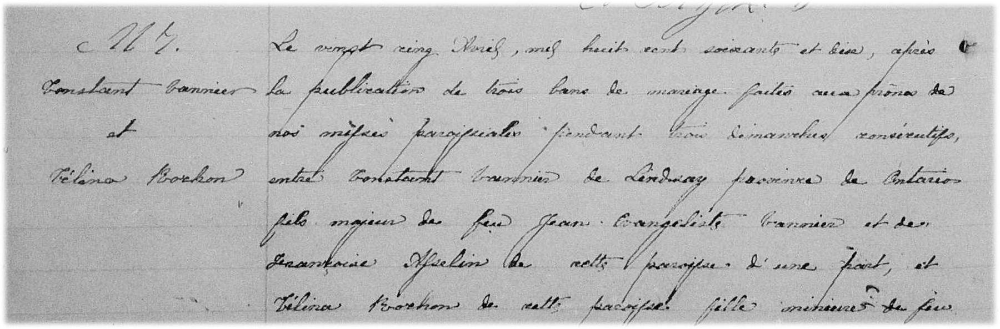 M 7.
Constant Vannier
et
Célina Rochon
Le vingt cinq Avril, mil huit cent soixante et dix, après
la publication de trois bans de mariage faites aux prônes de
nos messes paroissiales pendant trois dimanches consécutifs,
entre Constant Vannier de Lindsay province de Ontario
fils majeur de feu Jean Evangeliste Vannier et de
Françoise Asselin de cette paroisse d'une part, et
Célina Rochon de cette paroisse fille mineure de feu